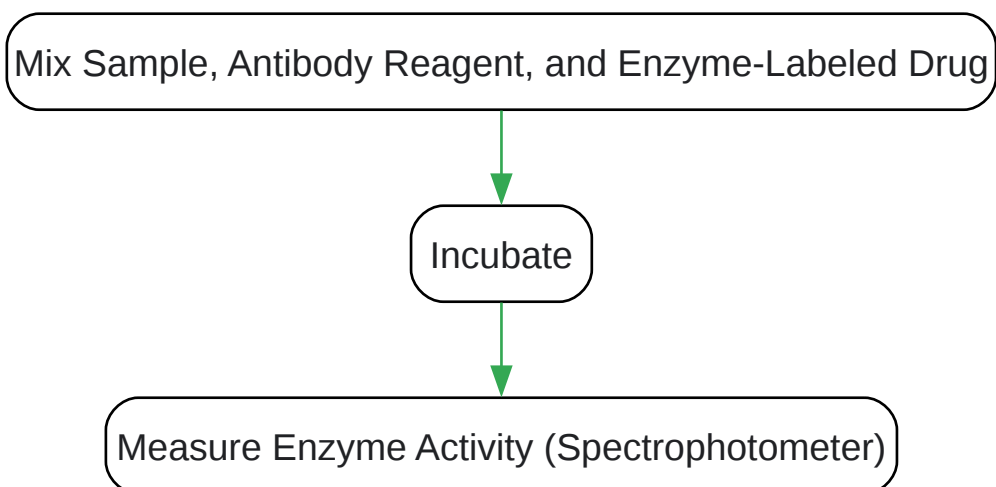 Mix Sample, Antibody Reagent, and Enzyme-Labeled Drug
Incubate
Measure Enzyme Activity (Spectrophotometer)